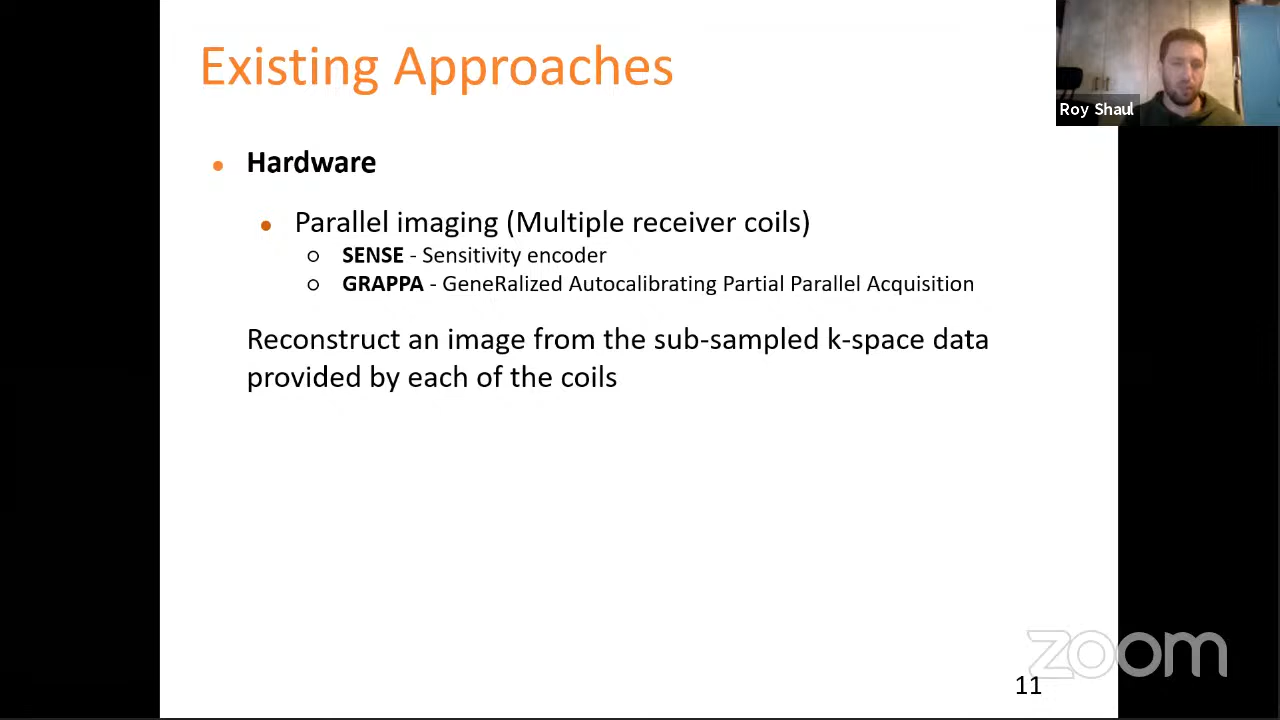 Existing Approaches
Roy Shaul
Hardware
Parallel imaging (Multiple receiver coils)
SENSE - Sensitivity encoder
GRAPPA - GeneRalized Autocalibrating Partial Parallel Acquisition
Reconstruct an image from the sub-sampled k-space data
provided by each of the coils
zoom
11